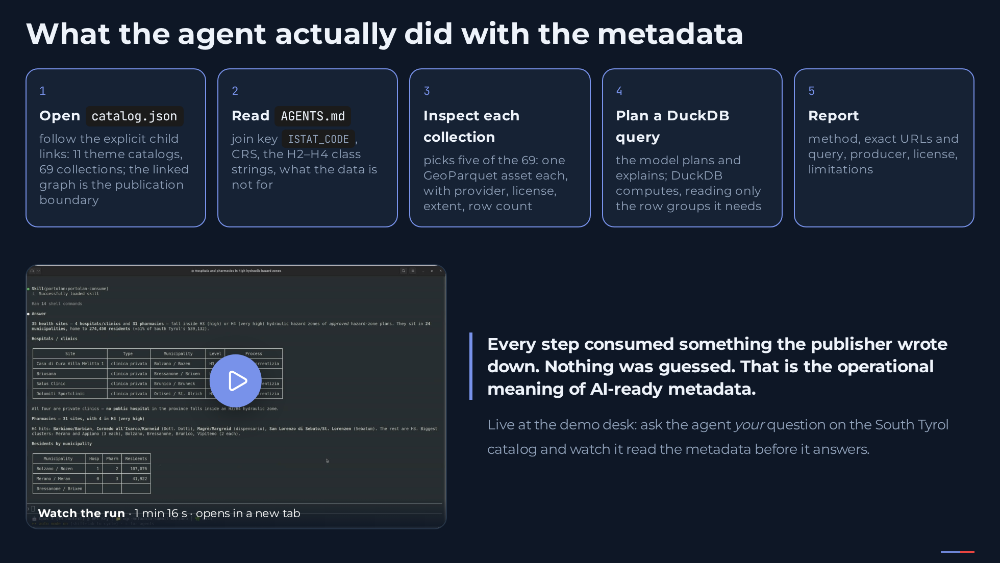 What the agent actually did with the metadata
1
Open catalog.json
follow the explicit child
links: 11 theme catalogs,
69 collections; the linked
graph is the publication
boundary
2
Read AGENTS.md
join key ISTAT_CODE,
CRS, the H2–H4 class
strings, what the data is
not for
3
Inspect each
collection
picks five of the 69: one
GeoParquet asset each,
with provider, license,
extent, row count
4
Plan a DuckDB
query
the model plans and
explains; DuckDB
computes, reading only
the row groups it needs
5
Report
method, exact URLs and
query, producer, license,
limitations
Hospitals and pharmacies in high hydraulic hazard zones
Skill(portolan:portolan-consume)
Successfully loaded skill
Ran 14 shell commands
Answer
35 health sites — 4 hospitals/clinics and 31 pharmacies — fall inside H3 (high) or H4 (very high) hydraulic hazard zones of approved hazard-zone plans. They sit in 24
municipalities, home to 274,450 residents (≈51% of South Tyrol's 539,132).
Hospitals / clinics
Site Type Municipality Level Process
Casa di Cura Villa Melitta 1 clinica privata Bolzano / Bozen H3
Brixsana clinica privata Bressanone / Brixen
Salus Clinic clinica privata Brunico / Bruneck
Dolomiti Sportclinic clinica privata Ortisei / St. Ulrich
All four are private clinics — no public hospital in the province falls inside an H3/H4 hydraulic zone.
Pharmacies — 31 sites, with 4 in H4 (very high)
H4 hits: Barbiano/Barbian, Cornedo all'Isarco/Karneid (Dott. Dotti), Magrè/Margreid (dispensario), San Lorenzo di Sebato/St. Lorenzen (Sebatum). The rest are H3. Biggest
clusters: Merano and Appiano (3 each), Bolzano, Bressanone, Brunico, Vipiteno (2 each).
Residents by municipality
Municipality Hosp Pharm Residents
Bolzano / Bozen 1 2 107,076
Merano / Meran 0 3 41,922
Bressanone / Brixen
Watch the run · 1 min 16 s · opens in a new tab
Every step consumed something the publisher wrote
down. Nothing was guessed. That is the operational
meaning of AI-ready metadata.
Live at the demo desk: ask the agent your question on the South Tyrol
catalog and watch it read the metadata before it answers.